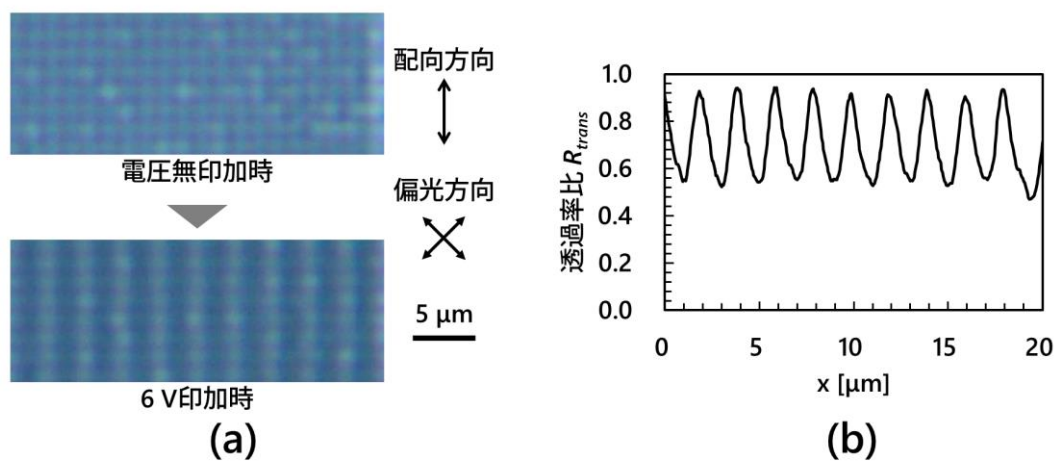 電圧無印加時
6 V印加時
(a)
配向方向
偏光方向
5 μm
透過率比 Rtrans
1.0
0.8
0.6
0.4
0.2
0.0
0
5
10
15
20
x [μm]
(b)